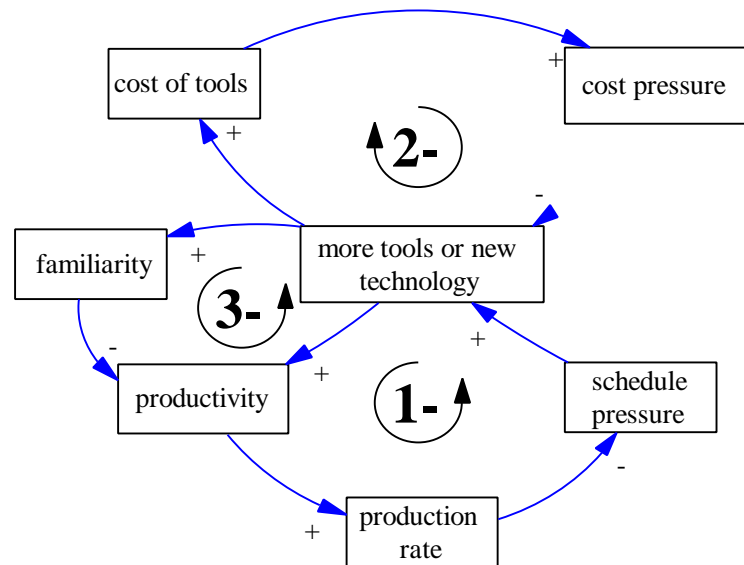 cost of tools
+
cost pressure
+
2-
-
familiarity
+
more tools or new
technology
3-
-
+
+
productivity
1-
schedule
pressure
-
+
production
rate